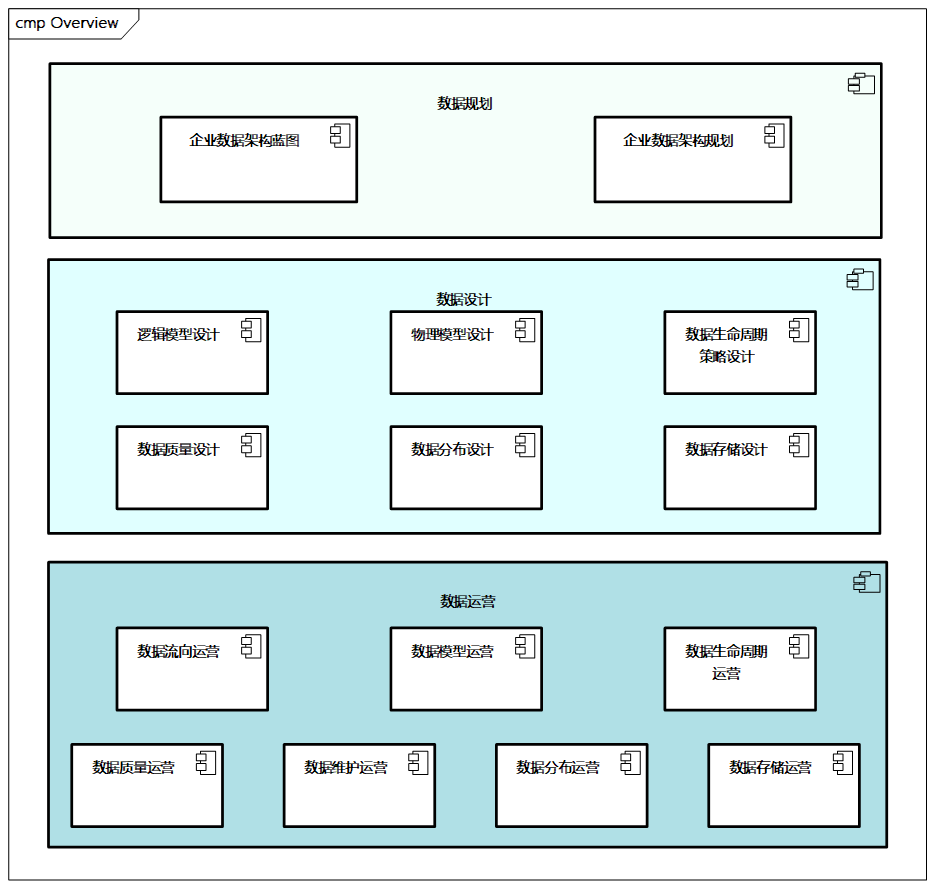 cmp Overview
数据规划
企业数据架构蓝图
企业数据架构规划
数据设计
逻辑模型设计
物理模型设计
数据生命周期
策略设计
数据质量设计
数据分布设计
数据存储设计
数据运营
数据流向运营
数据模型运营
数据生命周期
运营
数据质量运营
数据维护运营
数据分布运营
数据存储运营